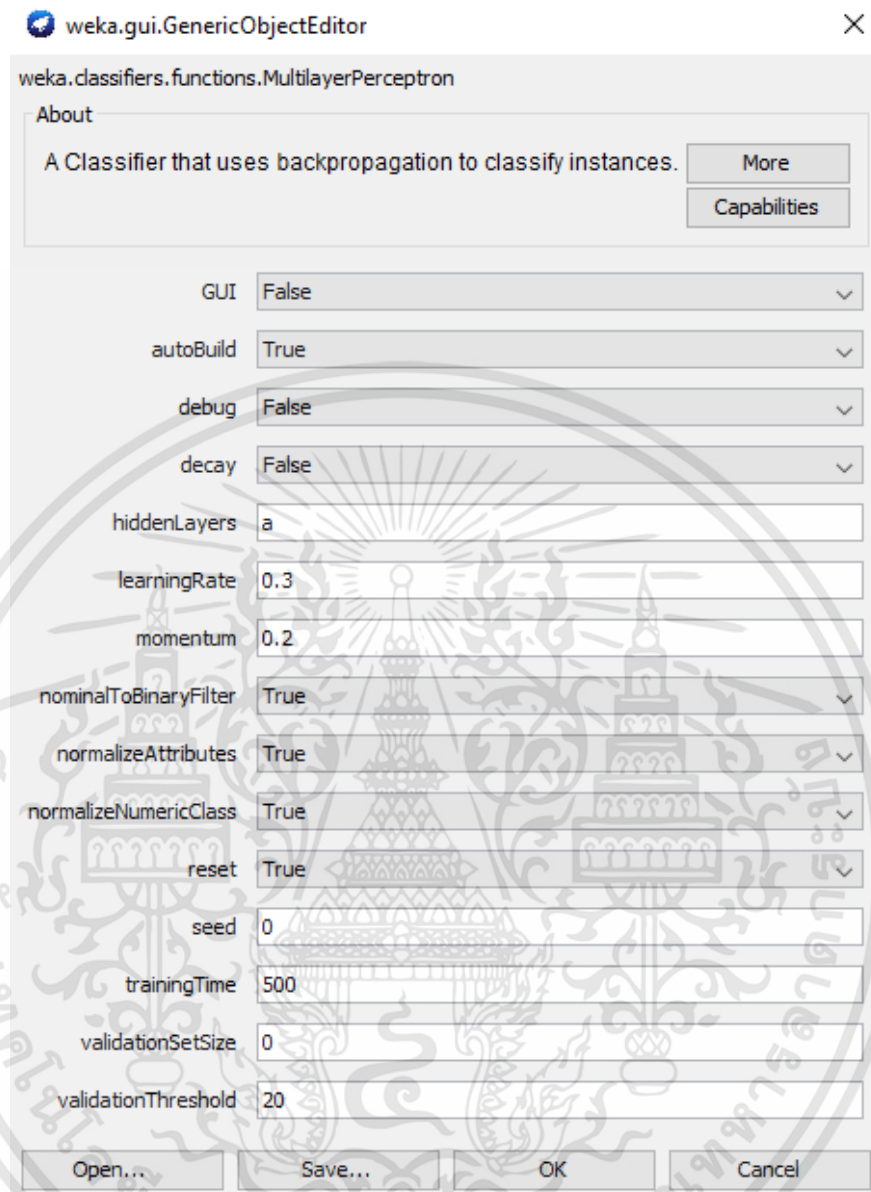 weka.gui.GenericObjectEditor
weka.classifiers.functions.MultilayerPerceptron
About
A Classifier that uses backpropagation to classify instances.
More
Capabilities
GUI False
autoBuild True
debug False
decay False
hiddenLayers a
learningRate 0.3
momentum 0.2
nominalToBinaryFilter True
normalizeAttributes True
normalizeNumericClass True
reset True
seed 0
trainingTime 500
validationSetSize 0
validationThreshold 20
Open... Save... OK Cancel